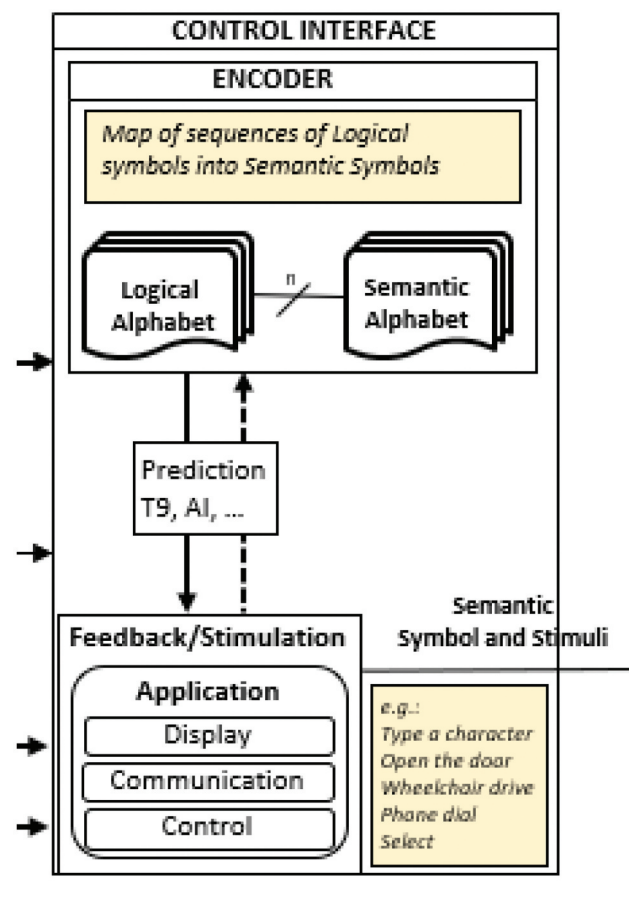 CONTROL INTERFACE
ENCODER
Map of sequences of Logical
symbols into Semantic Symbols
Logical
Alphabet
n
Semantic
Alphabet
Prediction
T9, AI, ...
Semantic
Symbol and Stimuli
Feedback/Stimulation
Application
Display
Communication
Control
e.g.:
Type a character
Open the door
Wheelchair drive
Phone dial
Select